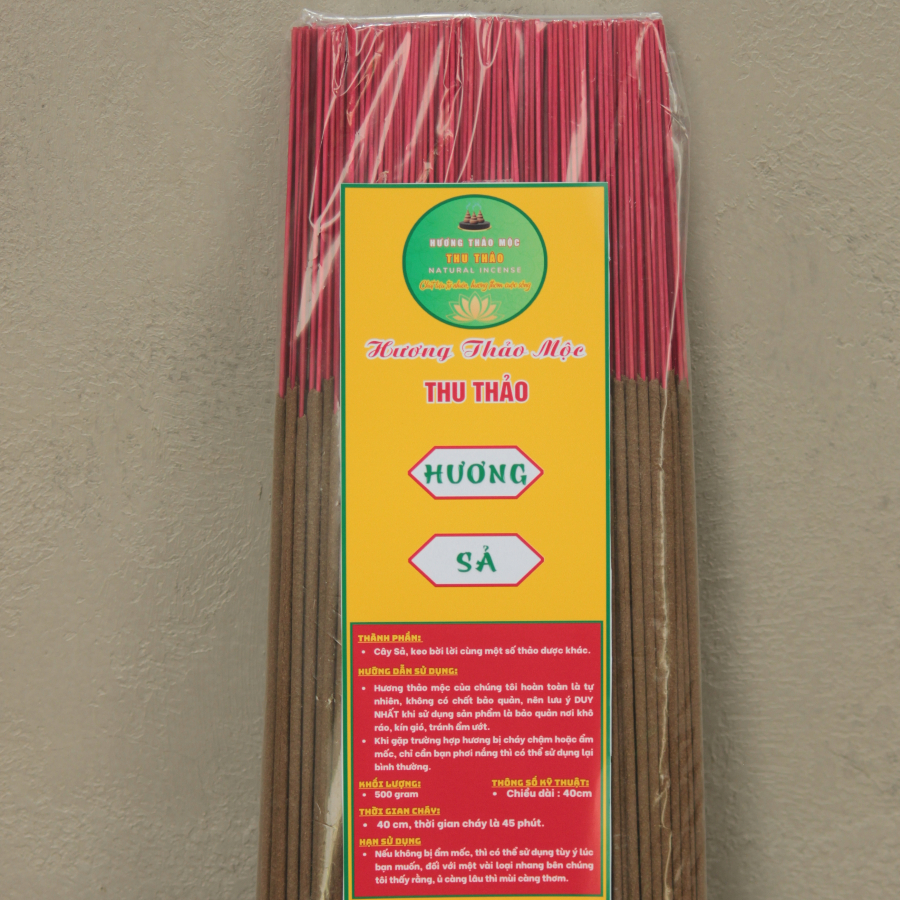 HƯƠNG THẢO MỘC
THU THẢO
NATURAL INCENSE
Hương Thảo Mộc
THU THẢO
HƯƠNG
SẢ
THÀNH PHẦN:
• Cây Sả, keo bời lời cùng một số thảo dược khác.
HƯỚNG DẪN SỬ DỤNG:
• Hương thảo mộc của chúng tôi hoàn toàn là tự
nhiên, không có chất bảo quản, nên lưu ý DUY
NHẤT khi sử dụng sản phẩm là bảo quản nơi khô
ráo, kín gió, tránh ẩm ướt.
• Khi gặp trường hợp hương bị cháy chậm hoặc ẩm
mốc, chỉ cần bạn phơi nắng thì có thể sử dụng lại
bình thường.
KHỐI LƯỢNG:
• 500 gram
THÔNG SỐ KỸ THUẬT:
• Chiều dài : 40cm
THỜI GIAN CHÁY:
• 40 cm, thời gian cháy là 45 phút.
HẠN SỬ DỤNG
• Nếu không bị ẩm mốc, thì có thể sử dụng tùy ý lúc
bạn muốn, đối với một vài loại nhang bên chúng
tôi thấy rằng, ủ càng lâu thì mùi càng thơm.